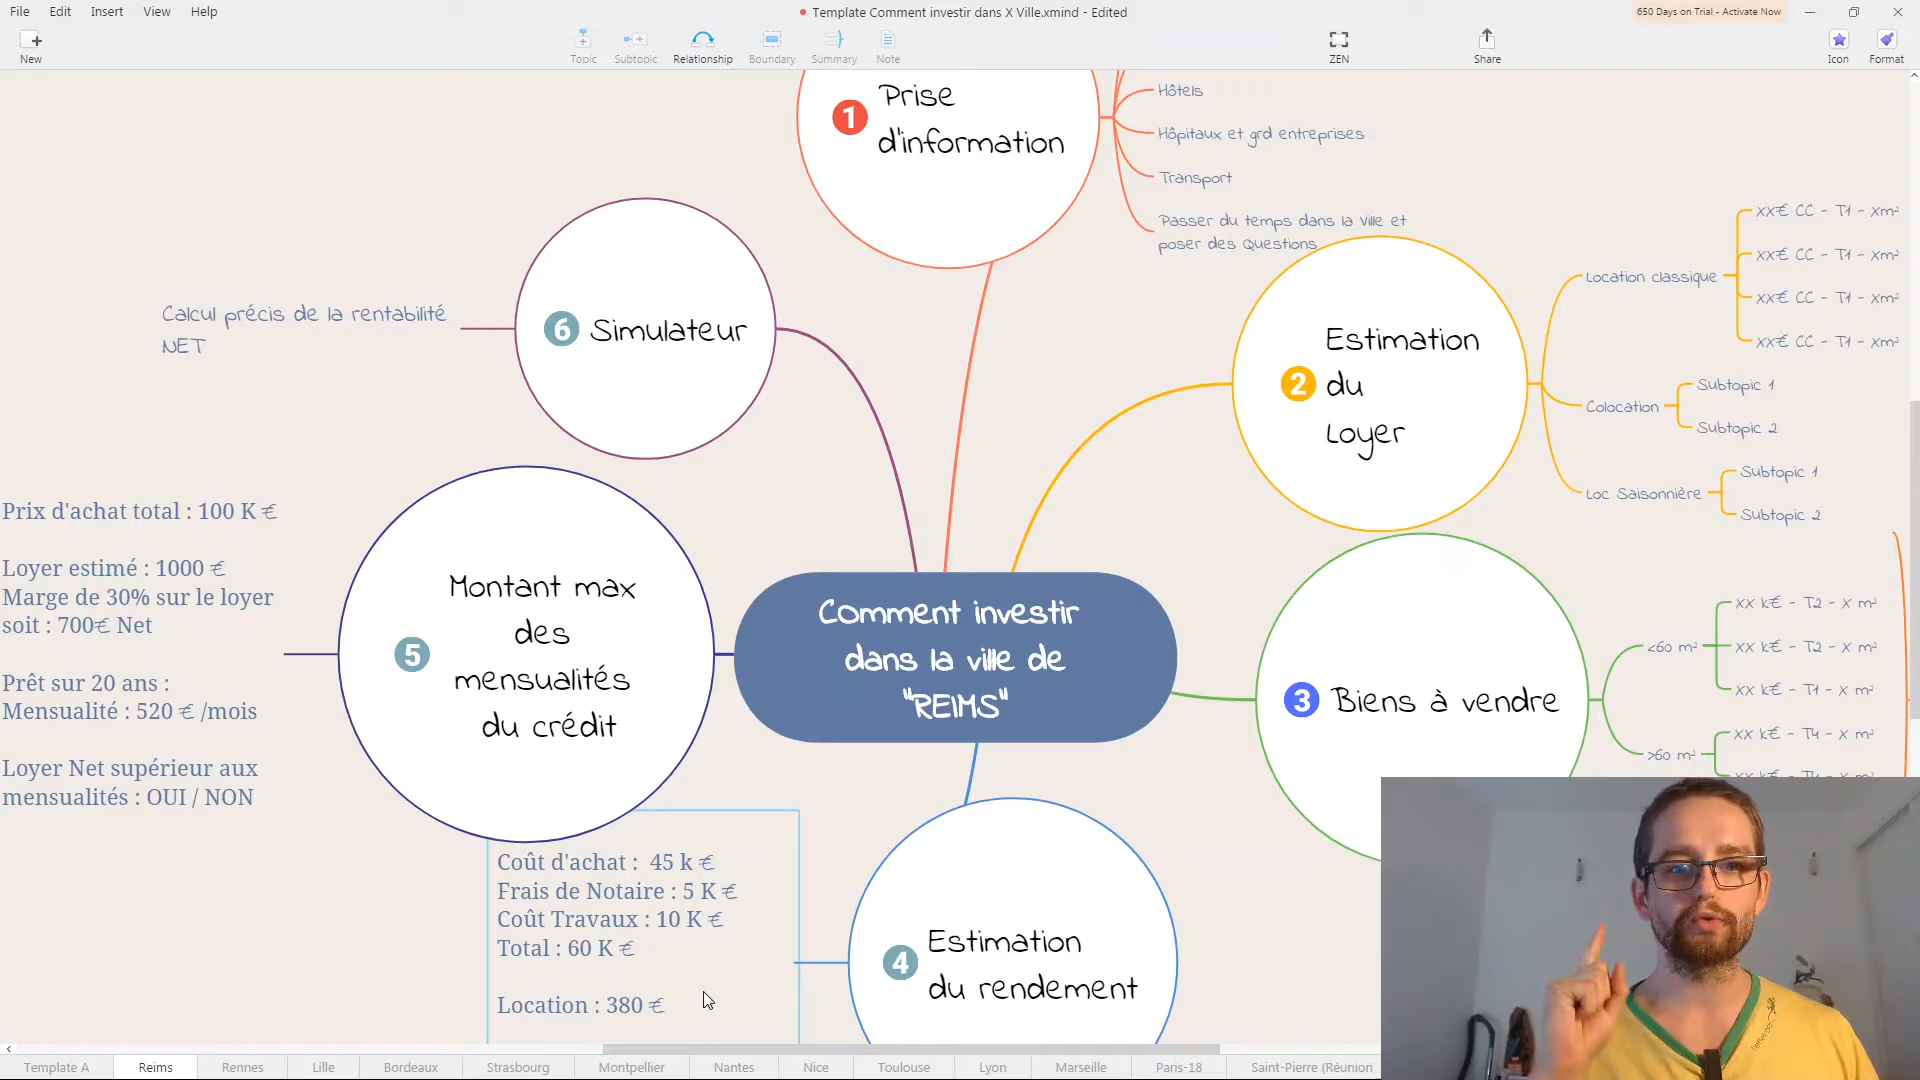 File Edit Insert View Help
Template Comment investir dans X Ville.xmind - Edited
650 Days on Trial - Activate Now
New
Topic
Subtopic
Relationship
Boundary
Summary
Note
ZEN
Share
Icon
Format
1 Prise
d'information
Hôtels
Hôpitaux et grd entreprises
Transport
Passer du temps dans la ville et
poser des Questions
2 Estimation
du
Loyer
Location classique
XX€ CC - T1 - Xm²
XX€ CC - T1 - Xm²
XX€ CC - T1 - Xm²
XX€ CC - T1 - Xm²
Colocation
Subtopic 1
Subtopic 2
Loc Saisonnière
Subtopic 1
Subtopic 2
6 Simulateur
Calcul précis de la rentabilité
NET
Comment investir
dans la ville de
"REIMS"
3 Biens à vendre
<60 m²
XX k€ - T2 - X m²
XX k€ - T2 - X m²
XX k€ - T1 - X m²
>60 m²
XX k€ - T4 - X m²
XX k€ - T4 - X m²
5 Montant max
des
mensualités
du crédit
Prix d'achat total : 100 K €
Loyer estimé : 1000 €
Marge de 30% sur le loyer
soit : 700€ Net
Prêt sur 20 ans :
Mensualité : 520 € /mois
Loyer Net supérieur aux
mensualités : OUI / NON
4 Estimation
du rendement
Coût d'achat : 45 k €
Frais de Notaire : 5 K €
Coût Travaux : 10 K €
Total : 60 K €
Location : 380 €
Template A
Reims
Rennes
Lille
Bordeaux
Strasbourg
Montpellier
Nantes
Nice
Toulouse
Lyon
Marseille
Paris-18
Saint-Pierre (Réunion